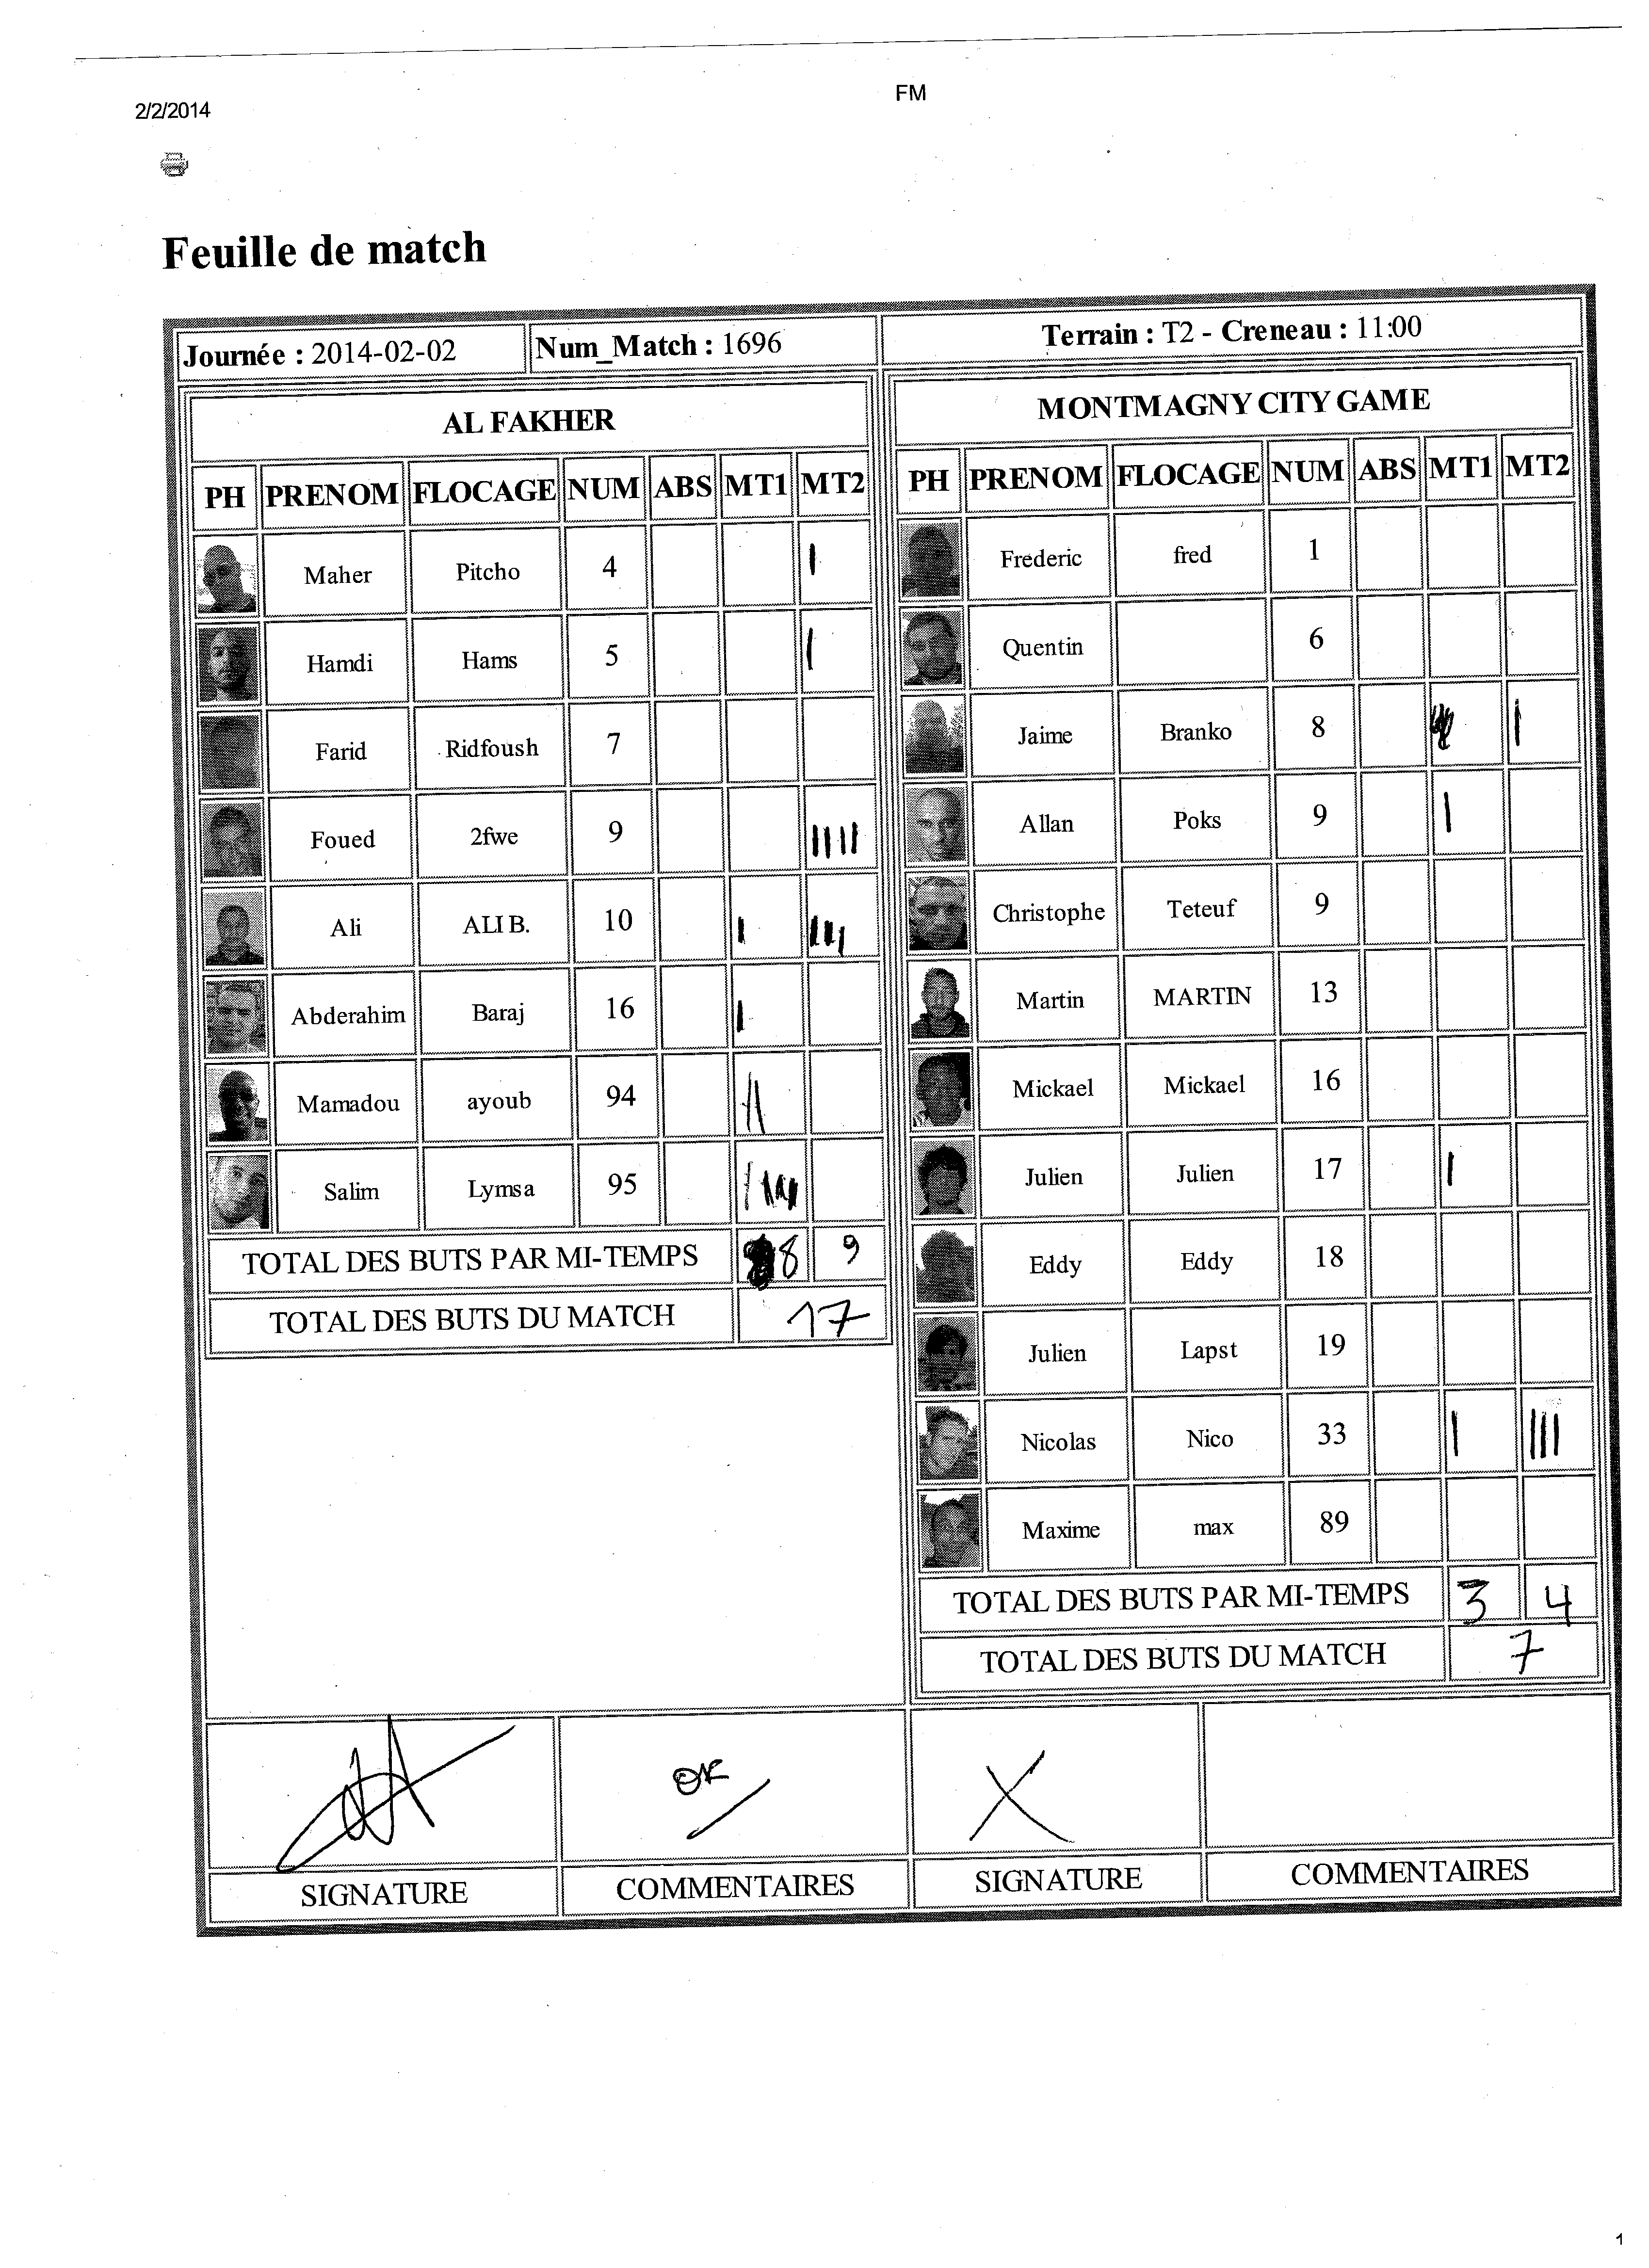 FM
2/2/2014
Feuille de match
Journée : 2014-02-02 Num_Match : 1696 Terrain : T2 - Creneau : 11:00
AL FAKHER
PH PRENOM FLOCAGE NUM ABS MT1 MT2
Maher Pitcho 4 I
Hamdi Hams 5 I
Farid Ridfoush 7
Foued 2fwe 9 IIII
Ali ALI B. 10 I III
Abderahim Baraj 16 I
Mamadou ayoub 94 II
Salim Lymsa 95 IIII
TOTAL DES BUTS PAR MI-TEMPS 8 9
TOTAL DES BUTS DU MATCH 17
MONTMAGNY CITY GAME
PH PRENOM FLOCAGE NUM ABS MT1 MT2
Frederic fred 1
Quentin 6
Jaime Branko 8 I
Allan Poks 9 I
Christophe Teteuf 9
Martin MARTIN 13
Mickael Mickael 16
Julien Julien 17 I
Eddy Eddy 18
Julien Lapst 19
Nicolas Nico 33 I III
Maxime max 89
TOTAL DES BUTS PAR MI-TEMPS 3 4
TOTAL DES BUTS DU MATCH 7
OK
X
SIGNATURE COMMENTAIRES SIGNATURE COMMENTAIRES
1